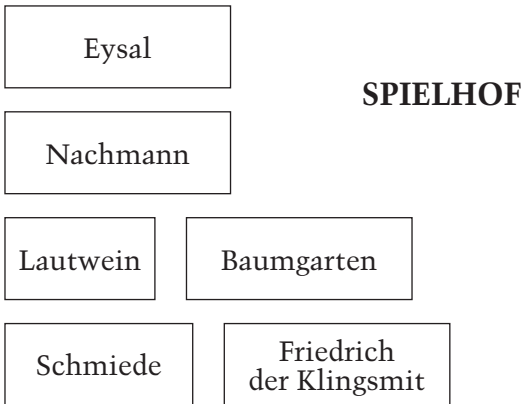 Eysal
SPIELHOF
Nachmann
Lautwein
Baumgarten
Schmiede
Friedrich
der Klingsmit